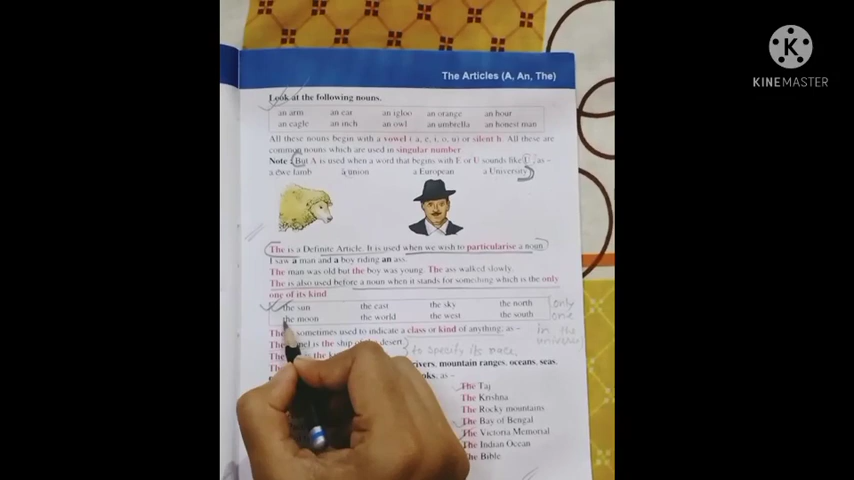 The Articles (A, An, The)
K
KINEMASTER
Look at the following nouns.
an arm an ear an igloo an orange an hour
an eagle an inch an owl an umbrella an honest man
All these nouns begin with a vowel ( a, e, i, o, u) or silent h. All these are
common nouns which are used in singular number
Note : But A is used when a word that begins with E or U sounds like U, as –
a ewe lamb a union a European a University
The is a Definite Article. It is used when we wish to particularise a noun
I saw a man and a boy riding an ass.
The man was old but the boy was young. The ass walked slowly.
The is also used before a noun when it stands for something which is the only
one of its kind
the sun the east the sky the north
the moon the world the west the south
only one in the universe
The sometimes used to indicate a class or kind of anything, as –
The is the ship of the desert
to specify its race
The the
The rivers, mountain ranges, oceans, seas,
as –
The Taj
The Krishna
The Rocky mountains
The Bay of Bengal
The Victoria Memorial
The Indian Ocean
The Bible